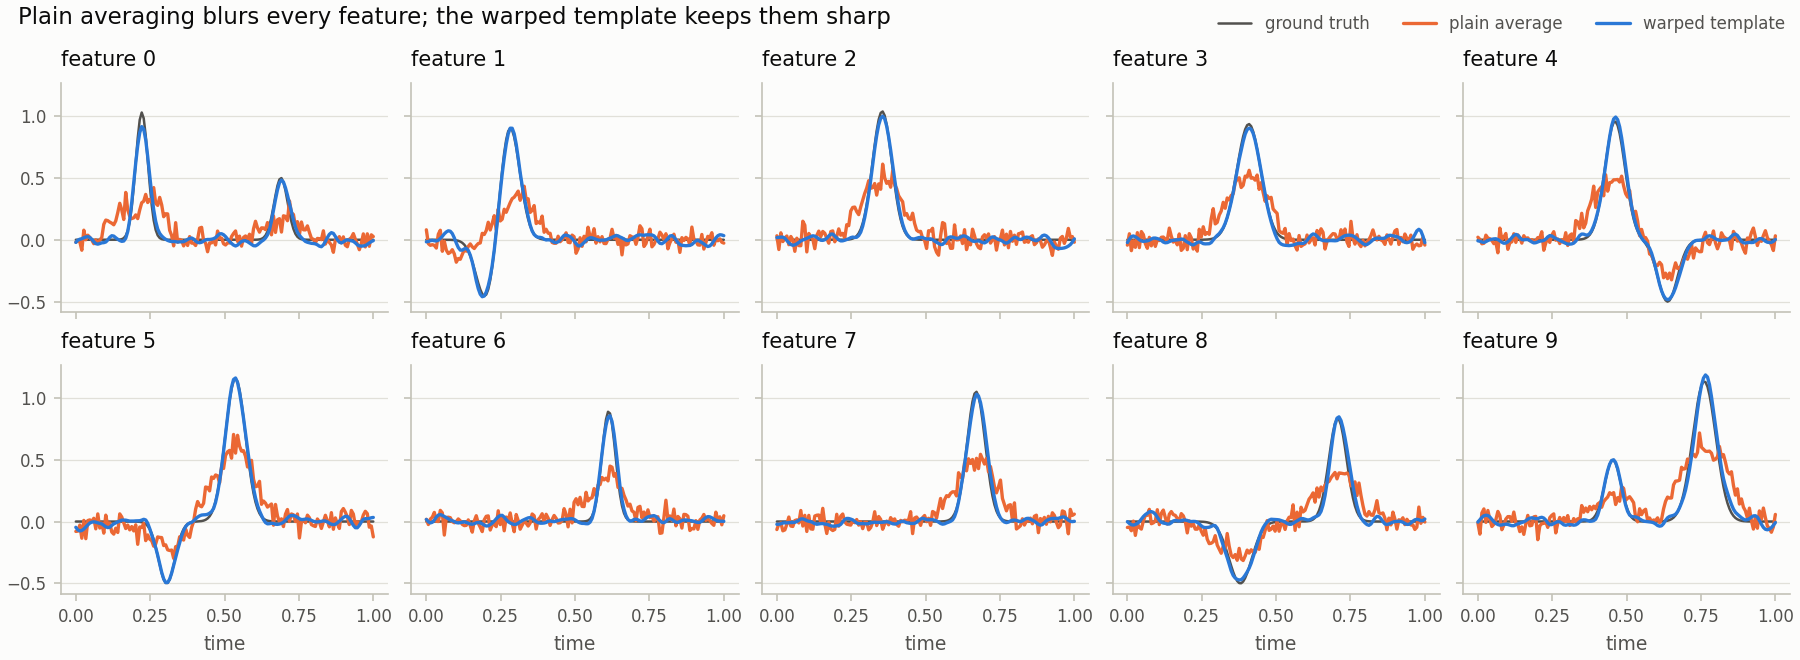 Plain averaging blurs every feature; the warped template keeps them sharp
ground truth plain average warped template
feature 0 feature 1 feature 2 feature 3 feature 4
1.0
0.5
0.0
−0.5
feature 5 feature 6 feature 7 feature 8 feature 9
1.0
0.5
0.0
−0.5
0.00 0.25 0.50 0.75 1.00 0.00 0.25 0.50 0.75 1.00 0.00 0.25 0.50 0.75 1.00 0.00 0.25 0.50 0.75 1.00 0.00 0.25 0.50 0.75 1.00
time time time time time